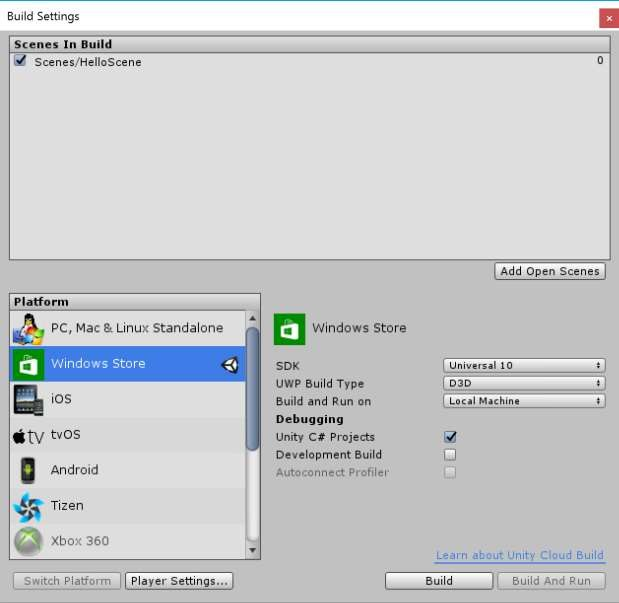 Build Settings
x
Scenes In Build
Scenes/HelloScene 0
Add Open Scenes
Platform
PC, Mac & Linux Standalone
Windows Store
iOS
tv tvOS
Android
Tizen
Xbox 360
Windows Store
SDK Universal 10
UWP Build Type D3D
Build and Run on Local Machine
Debugging
Unity C# Projects
Development Build
Autoconnect Profiler
Learn about Unity Cloud Build
Switch Platform Player Settings... Build Build And Run